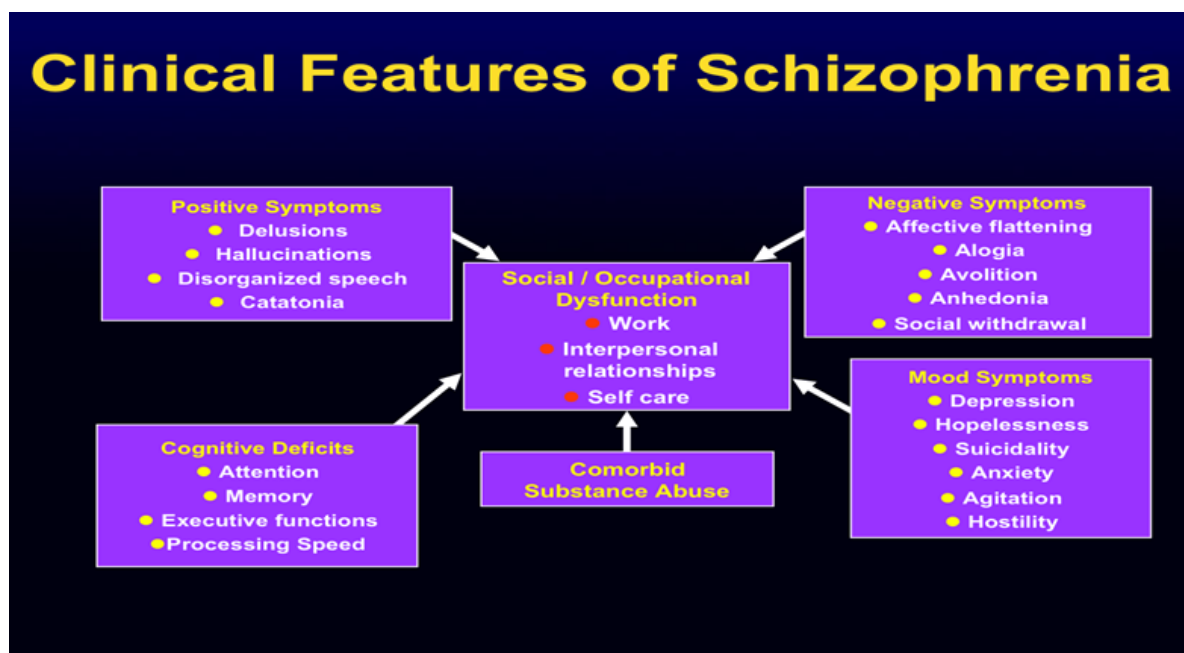 Clinical Features of Schizophrenia
Positive Symptoms
Delusions
Hallucinations
Disorganized speech
Catatonia
Negative Symptoms
Affective flattening
Alogia
Avolition
Anhedonia
Social withdrawal
Social / Occupational
Dysfunction
Work
Interpersonal
relationships
Self care
Cognitive Deficits
Attention
Memory
Executive functions
Processing Speed
Comorbid
Substance Abuse
Mood Symptoms
Depression
Hopelessness
Suicidality
Anxiety
Agitation
Hostility